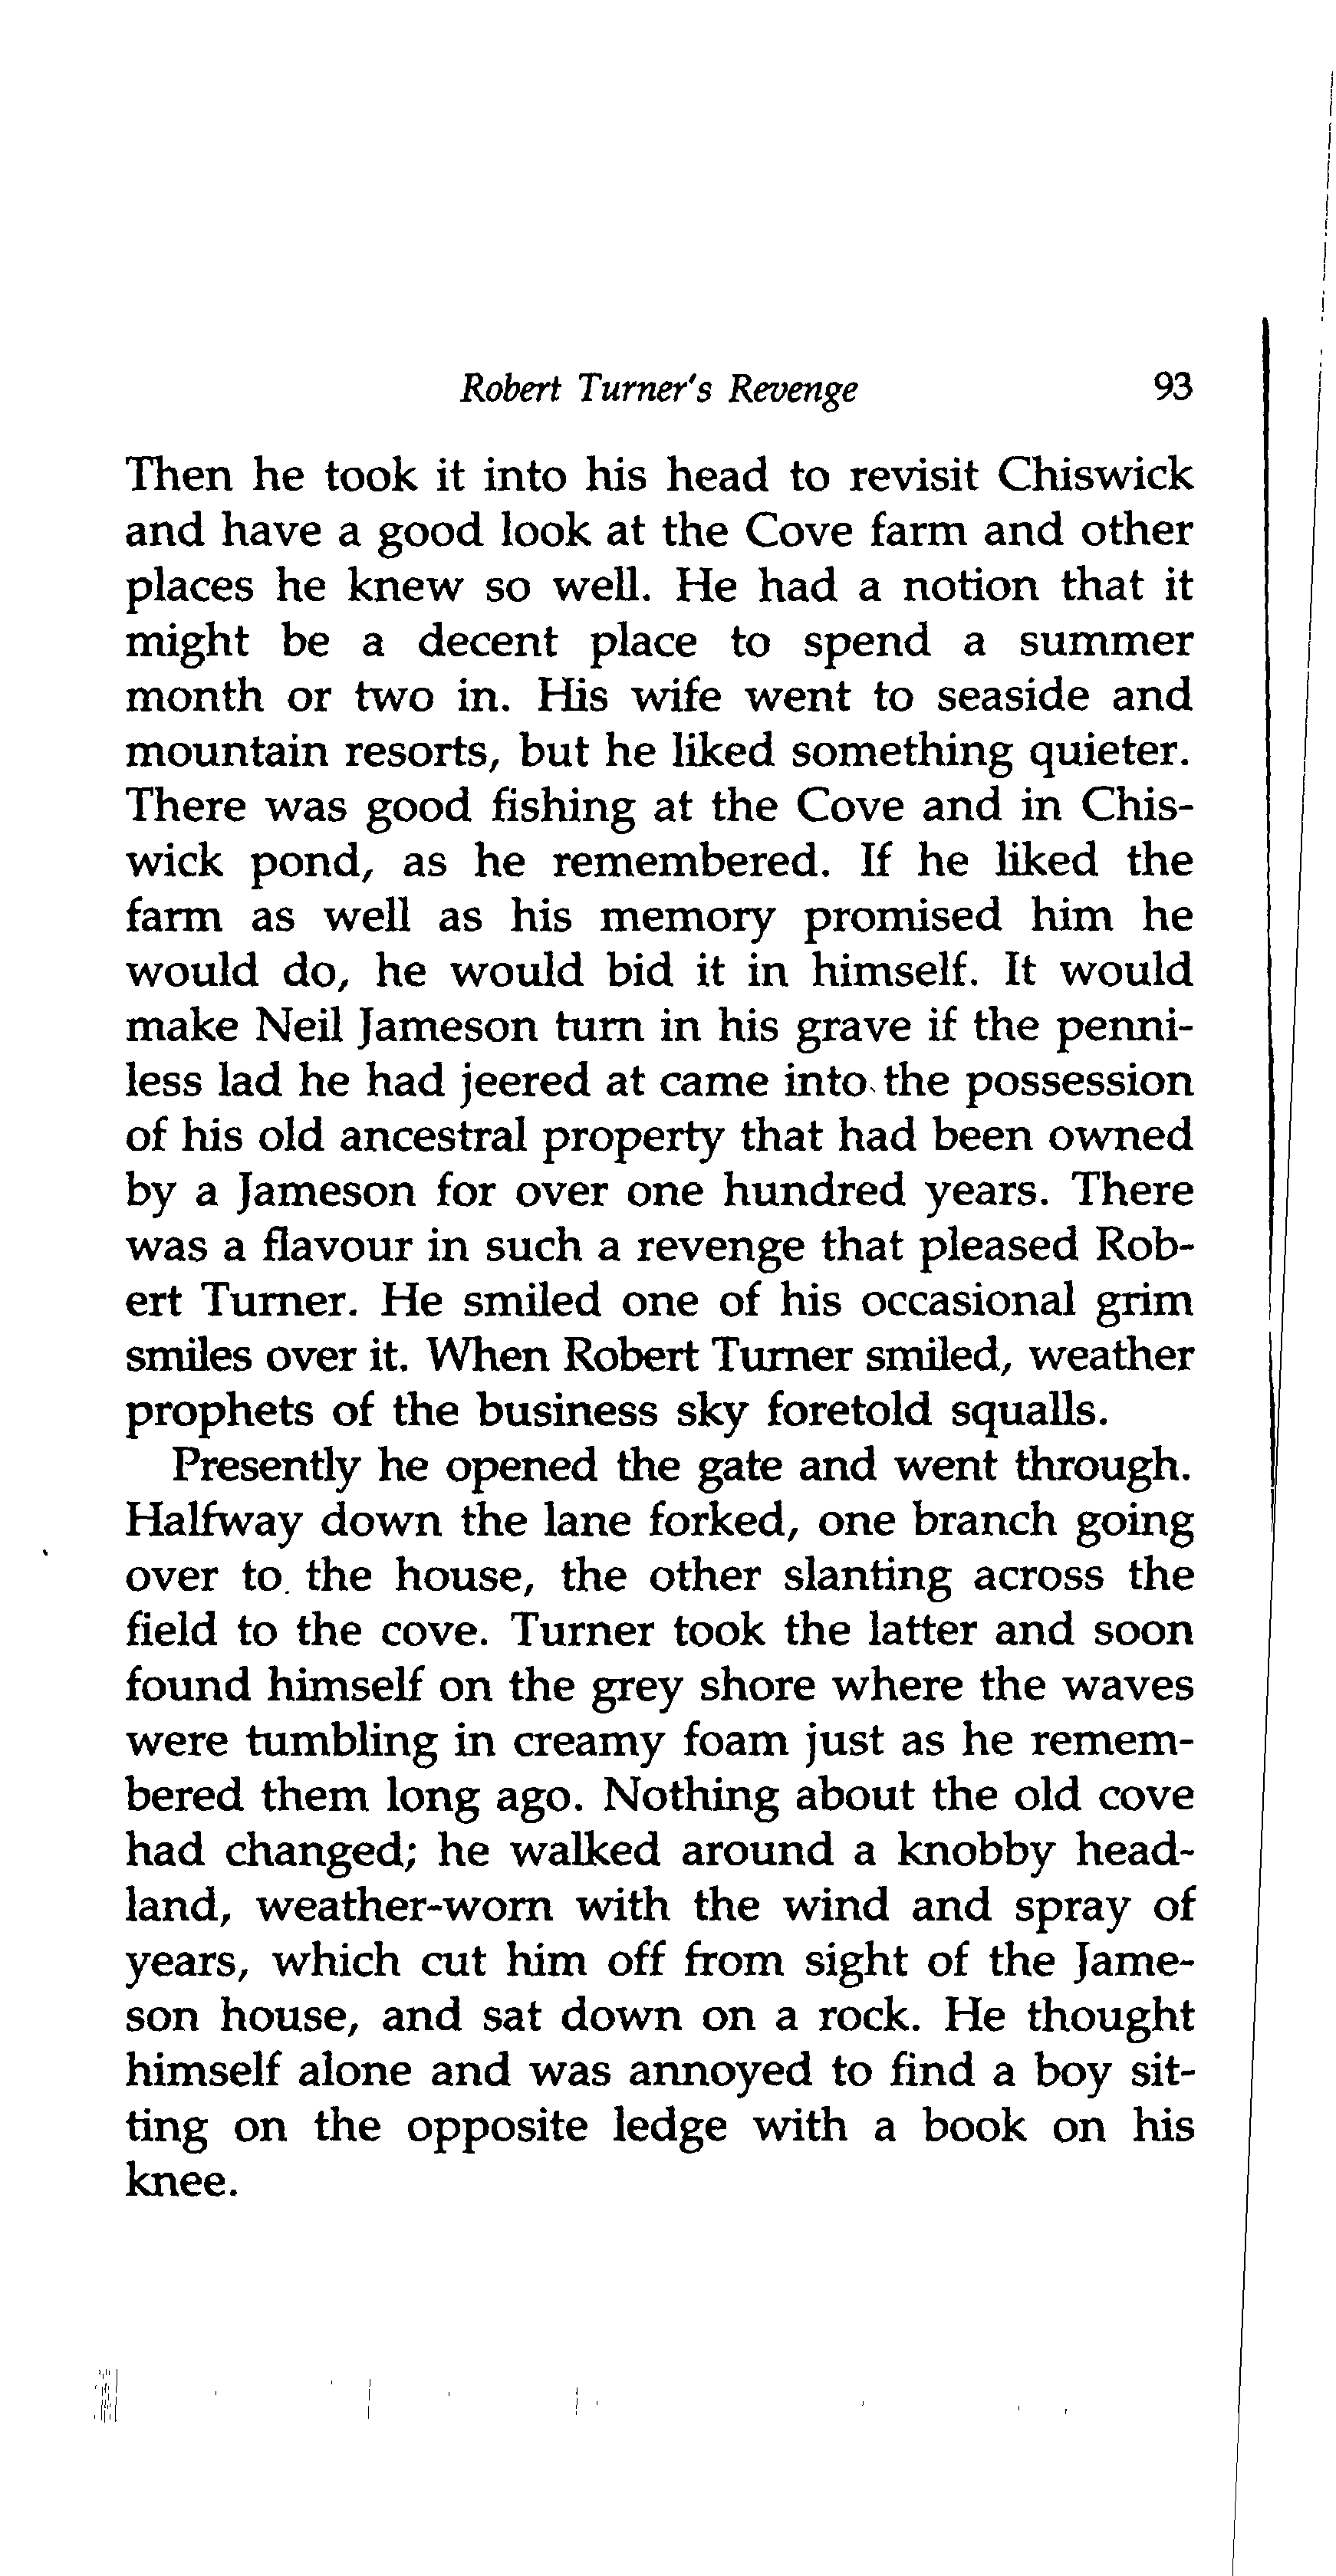 Robert Turner's Revenge 93
Then he took it into his head to revisit Chiswick
and have a good look at the Cove farm and other
places he knew so well. He had a notion that it
might be a decent place to spend a summer
month or two in. His wife went to seaside and
mountain resorts, but he liked something quieter.
There was good fishing at the Cove and in Chis-
wick pond, as he remembered. If he liked the
farm as well as his memory promised him he
would do, he would bid it in himself. It would
make Neil Jameson turn in his grave if the penni-
less lad he had jeered at came into the possession
of his old ancestral property that had been owned
by a Jameson for over one hundred years. There
was a flavour in such a revenge that pleased Rob-
ert Turner. He smiled one of his occasional grim
smiles over it. When Robert Turner smiled, weather
prophets of the business sky foretold squalls.
Presently he opened the gate and went through.
Halfway down the lane forked, one branch going
over to the house, the other slanting across the
field to the cove. Turner took the latter and soon
found himself on the grey shore where the waves
were tumbling in creamy foam just as he remem-
bered them long ago. Nothing about the old cove
had changed; he walked around a knobby head-
land, weather-worn with the wind and spray of
years, which cut him off from sight of the Jame-
son house, and sat down on a rock. He thought
himself alone and was annoyed to find a boy sit-
ting on the opposite ledge with a book on his
knee.